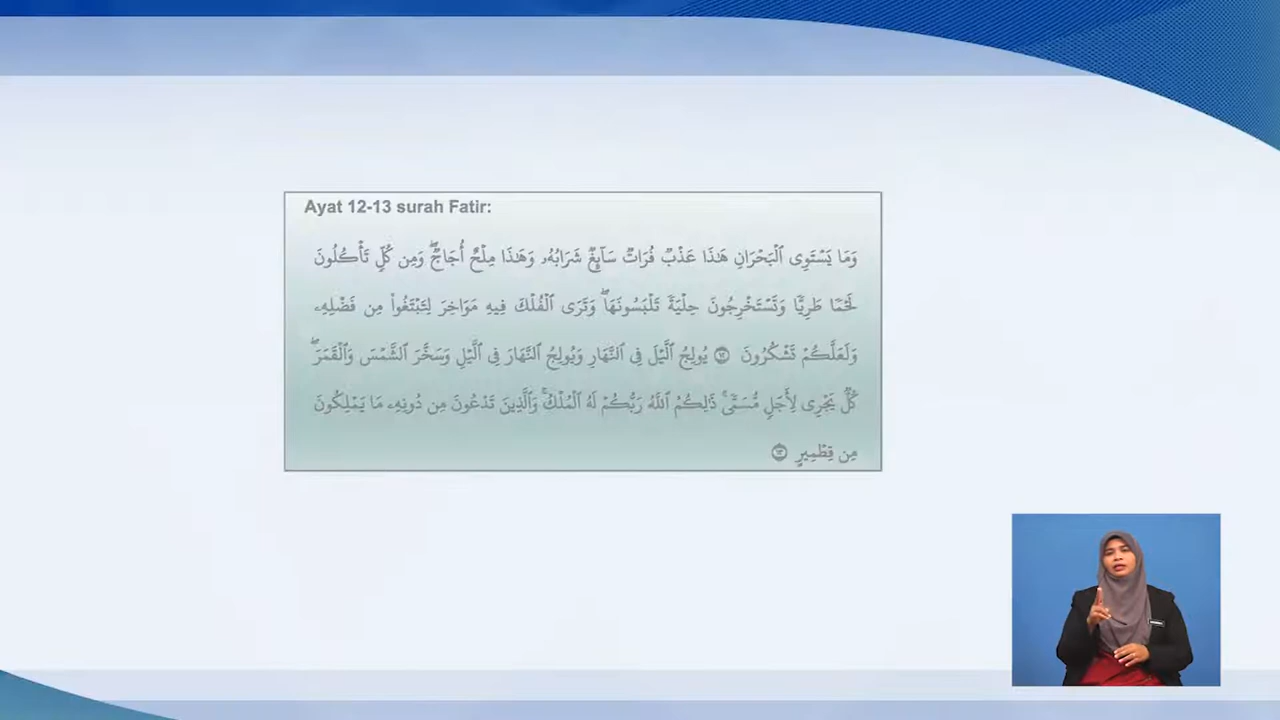 Ayat 12-13 surah Fatir:
وَمَا يَسْتَوِى ٱلْبَحْرَانِ هَٰذَا عَذْبٌ فُرَاتٌ سَآئِغٌ شَرَابُهُۥ وَهَٰذَا مِلْحٌ أُجَاجٌ ۖ وَمِن كُلٍّ تَأْكُلُونَ
لَحْمًا طَرِيًّا وَتَسْتَخْرِجُونَ حِلْيَةً تَلْبَسُونَهَا ۖ وَتَرَى ٱلْفُلْكَ فِيهِ مَوَاخِرَ لِتَبْتَغُوا۟ مِن فَضْلِهِۦ
وَلَعَلَّكُمْ تَشْكُرُونَ ۝١٢ يُولِجُ ٱلَّيْلَ فِى ٱلنَّهَارِ وَيُولِجُ ٱلنَّهَارَ فِى ٱلَّيْلِ وَسَخَّرَ ٱلشَّمْسَ وَٱلْقَمَرَ ۖ
كُلٌّ يَجْرِى لِأَجَلٍ مُّسَمًّى ۚ ذَٰلِكُمُ ٱللَّهُ رَبُّكُمْ لَهُ ٱلْمُلْكُ ۚ وَٱلَّذِينَ تَدْعُونَ مِن دُونِهِۦ مَا يَمْلِكُونَ
مِن قِطْمِيرٍ ۝١٣